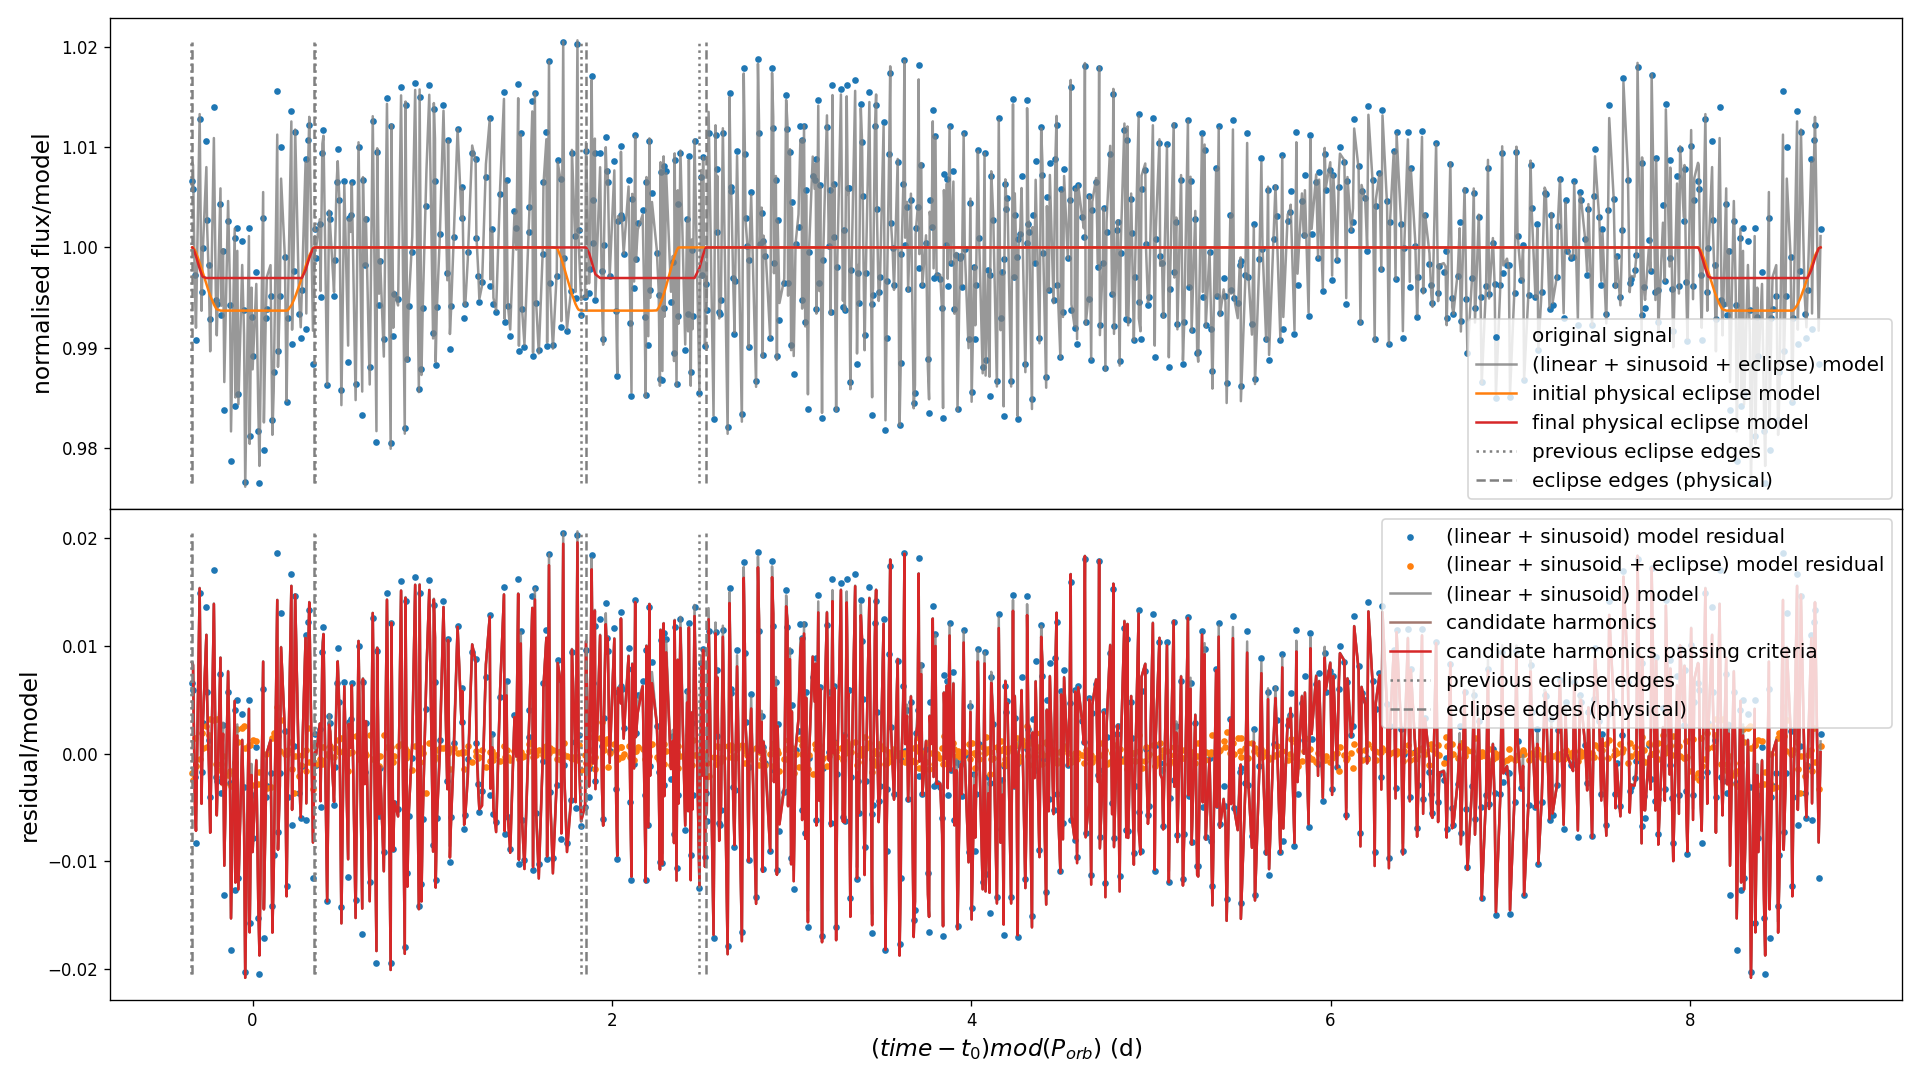 normalised flux/model
1.02
1.01
1.00
0.99
0.98
original signal
(linear + sinusoid + eclipse) model
initial physical eclipse model
final physical eclipse model
previous eclipse edges
eclipse edges (physical)
residual/model
0.02
0.01
0.00
−0.01
−0.02
(linear + sinusoid) model residual
(linear + sinusoid + eclipse) model residual
(linear + sinusoid) model
candidate harmonics
candidate harmonics passing criteria
previous eclipse edges
eclipse edges (physical)
0 2 4 6 8
(time − t₀)mod(Pₒᵣb) (d)